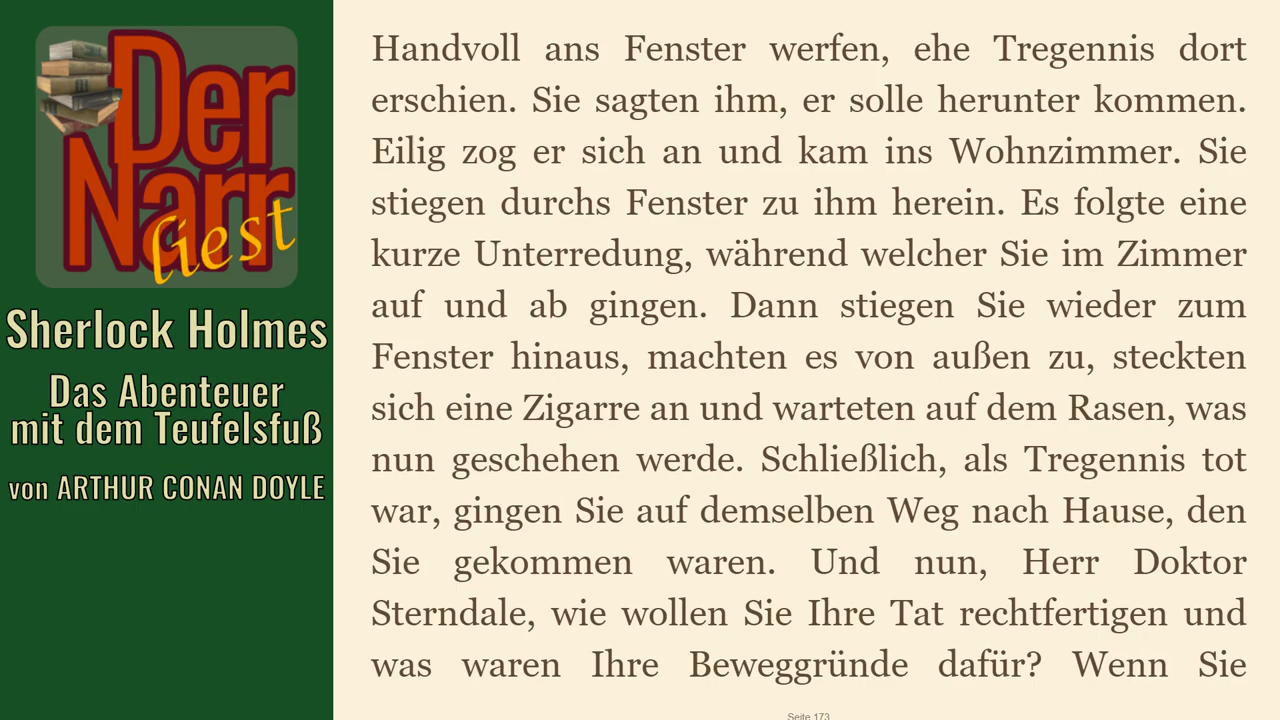 Der
Narr
liest
Sherlock Holmes
Das Abenteuer
mit dem Teufelsfuß
von ARTHUR CONAN DOYLE
Handvoll ans Fenster werfen, ehe Tregennis dort
erschien. Sie sagten ihm, er solle herunter kommen.
Eilig zog er sich an und kam ins Wohnzimmer. Sie
stiegen durchs Fenster zu ihm herein. Es folgte eine
kurze Unterredung, während welcher Sie im Zimmer
auf und ab gingen. Dann stiegen Sie wieder zum
Fenster hinaus, machten es von außen zu, steckten
sich eine Zigarre an und warteten auf dem Rasen, was
nun geschehen werde. Schließlich, als Tregennis tot
war, gingen Sie auf demselben Weg nach Hause, den
Sie gekommen waren. Und nun, Herr Doktor
Sterndale, wie wollen Sie Ihre Tat rechtfertigen und
was waren Ihre Beweggründe dafür? Wenn Sie
Seite 173